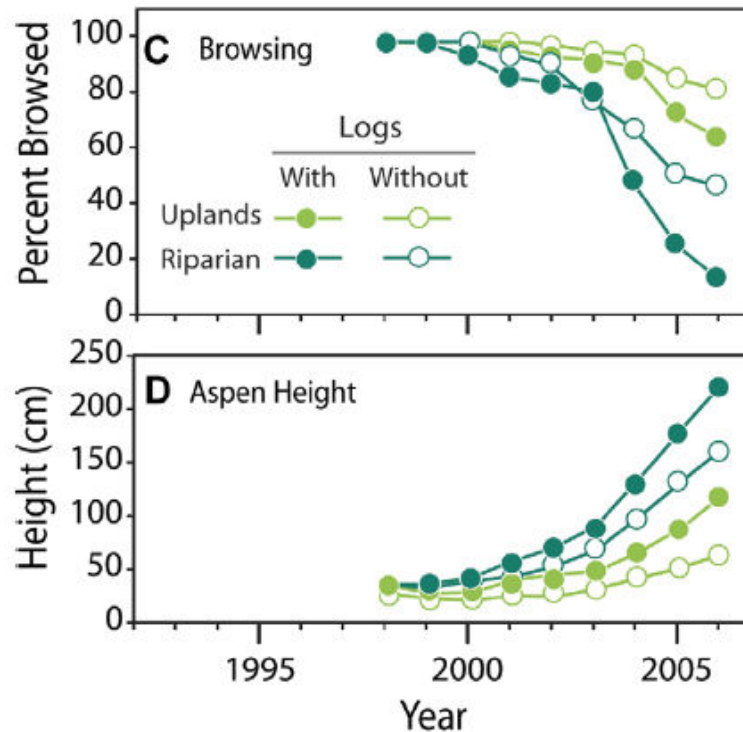 C Browsing
Percent Browsed
100
80
60
40
20
0
Logs
With Without
Uplands
Riparian
D Aspen Height
Height (cm)
250
200
150
100
50
0
1995 2000 2005
Year